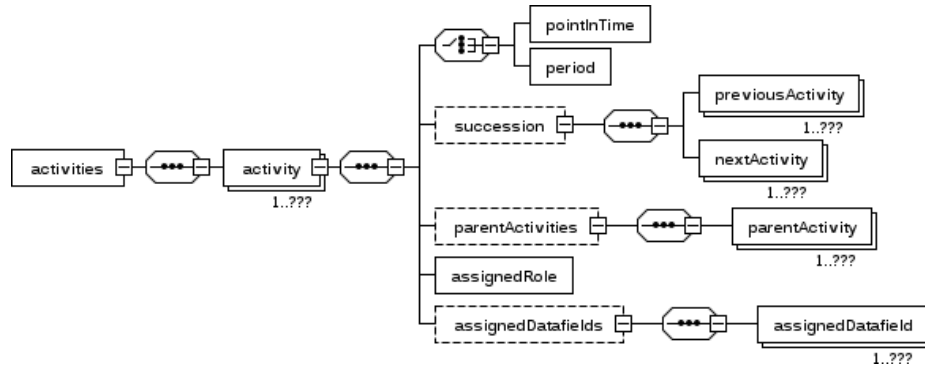 pointInTime
period
previousActivity
1..???
succession
nextActivity
1..???
activities
activity
1..???
parentActivities
parentActivity
1..???
assignedRole
assignedDatafields
assignedDatafield
1..???